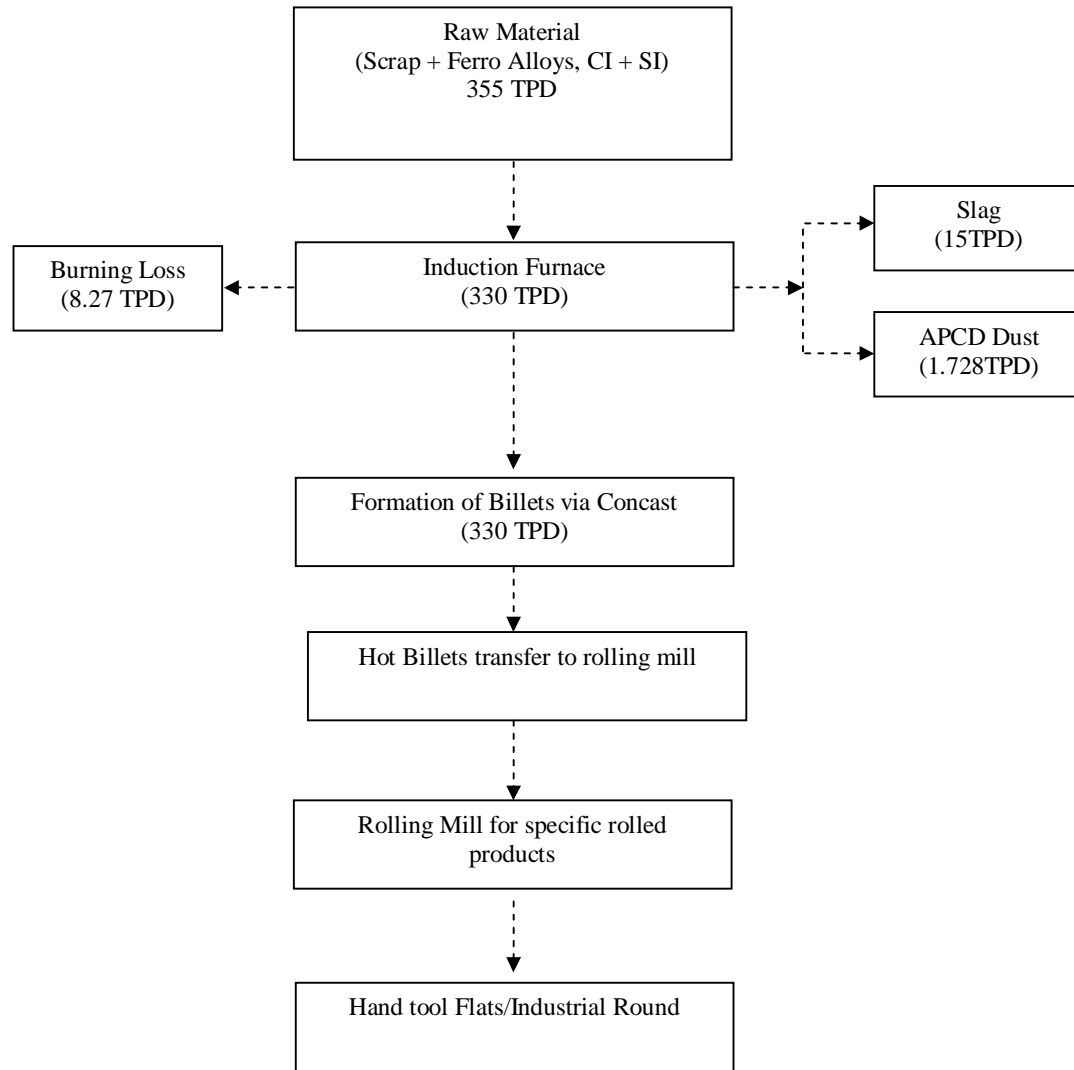 Raw Material
(Scrap + Ferro Alloys, CI + SI)
355 TPD
Slag
(15TPD)
Burning Loss
(8.27 TPD)
Induction Furnace
(330 TPD)
APCD Dust
(1.728TPD)
Formation of Billets via Concast
(330 TPD)
Hot Billets transfer to rolling mill
Rolling Mill for specific rolled
products
Hand tool Flats/Industrial Round